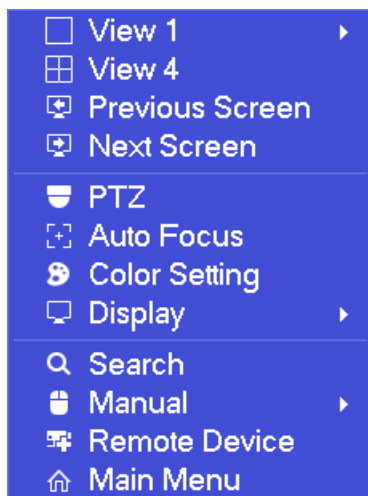 View 1
View 4
Previous Screen
Next Screen
PTZ
Auto Focus
Color Setting
Display
Search
Manual
Remote Device
Main Menu